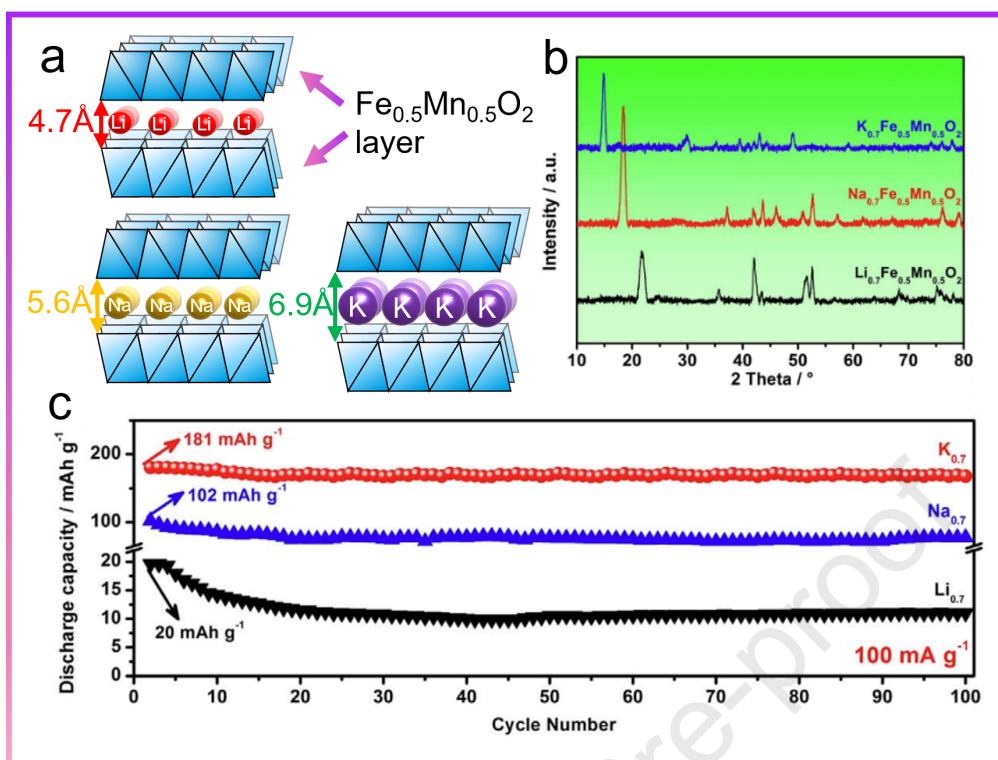 a
Fe0.5Mn0.5O2
layer
4.7Å
Li Li Li Li
5.6Å
Na Na Na Na
6.9Å
K K K K
b
Intensity / a.u.
K0.7Fe0.5Mn0.5O2
Na0.7Fe0.5Mn0.5O2
Li0.7Fe0.5Mn0.5O2
10 20 30 40 50 60 70 80
2 Theta / °
c
Discharge capacity / mAh g-1
200
100
20
15
10
5
0
181 mAh g-1
102 mAh g-1
20 mAh g-1
K0.7
Na0.7
Li0.7
100 mA g-1
0 10 20 30 40 50 60 70 80 90 100
Cycle Number
re-proof